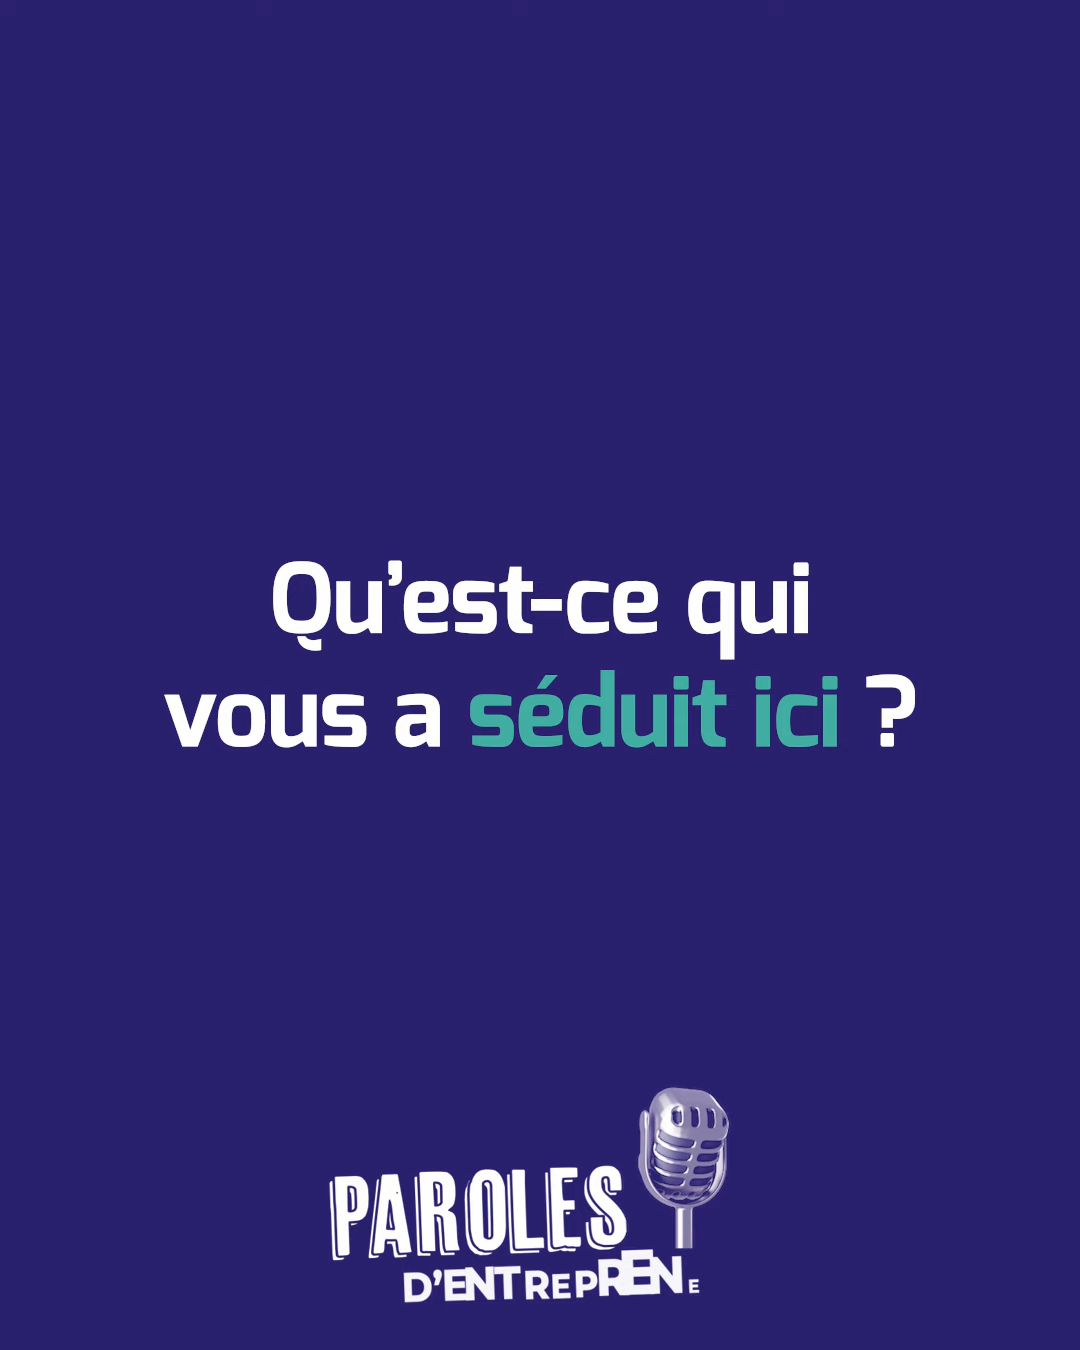 Qu’est-ce qui
vous a séduit ici ?
PAROLES
D’ENTREPRENE